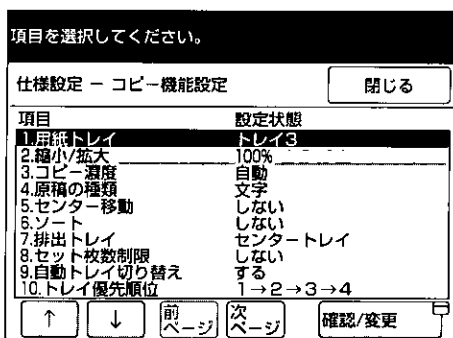 項目を選択してください。
仕様設定 － コピー機能設定 閉じる
項目 設定状態
1.用紙トレイ トレイ3
2.縮小/拡大 100%
3.コピー濃度 自動
4.原稿の種類 文字
5.センター移動 しない
6.ソート しない
7.排出トレイ センタートレイ
8.セット枚数制限 しない
9.自動トレイ切り替え する
10.トレイ優先順位 1→2→3→4
↑ ↓ 前ページ 次ページ 確認/変更